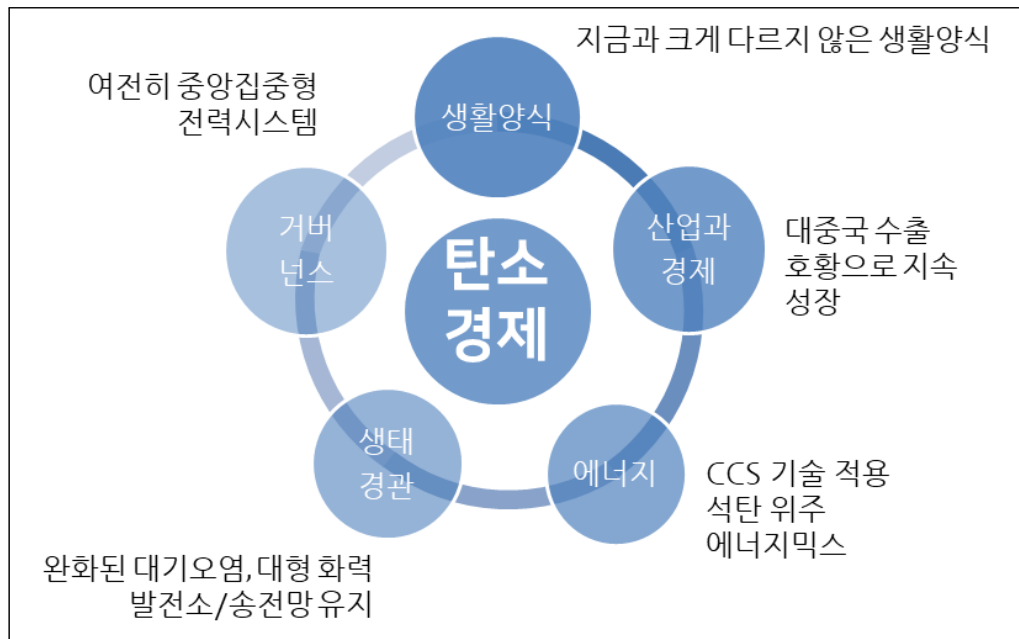 지금과 크게 다르지 않은 생활양식
여전히 중앙집중형
전력시스템
생활양식
거버
넌스
산업과
경제
대중국 수출
호황으로 지속
성장
탄소
경제
생태
경관
에너지
CCS 기술 적용
석탄 위주
에너지믹스
완화된 대기오염, 대형 화력
발전소/송전망 유지